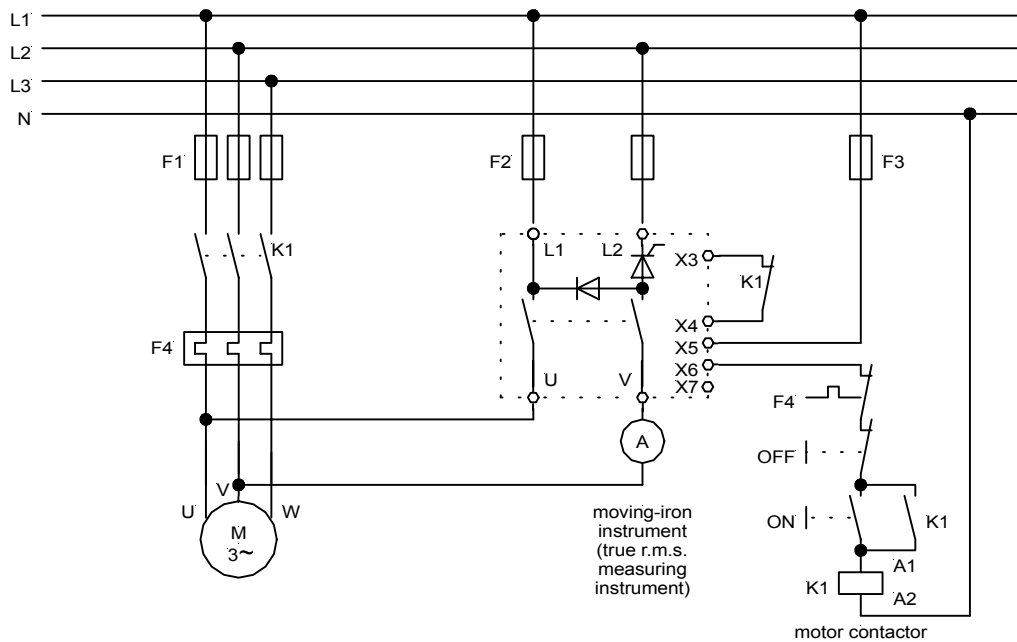 L1
L2
L3
N
F1
F2
F3
K1
L1
L2
X3
K1
X4
F4
X5
X6
U
V
X7
F4
A
OFF
V
U
W
ON
K1
M
3~
moving-iron
instrument
(true r.m.s.
measuring
instrument)
A1
K1
A2
motor contactor